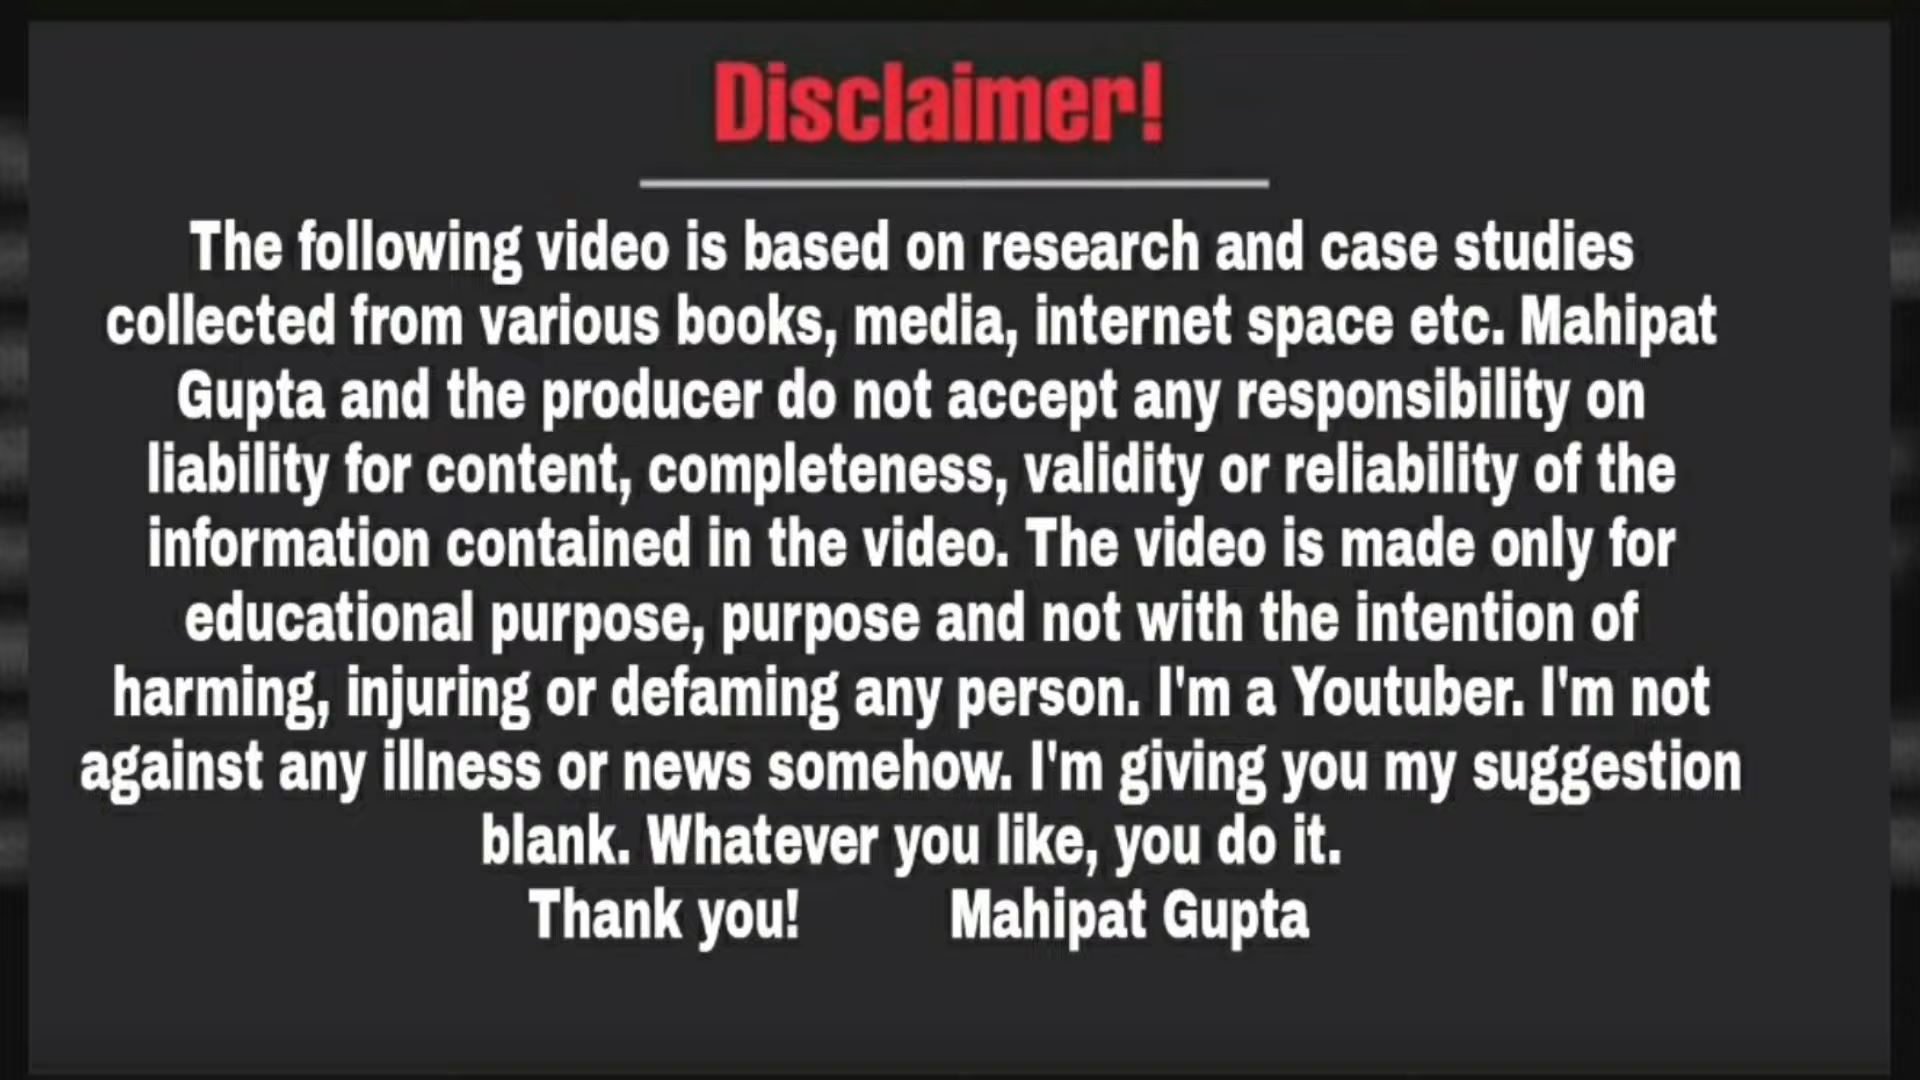 Disclaimer!
The following video is based on research and case studies
collected from various books, media, internet space etc. Mahipat
Gupta and the producer do not accept any responsibility on
liability for content, completeness, validity or reliability of the
information contained in the video. The video is made only for
educational purpose, purpose and not with the intention of
harming, injuring or defaming any person. I'm a Youtuber. I'm not
against any illness or news somehow. I'm giving you my suggestion
blank. Whatever you like, you do it.
Thank you! Mahipat Gupta